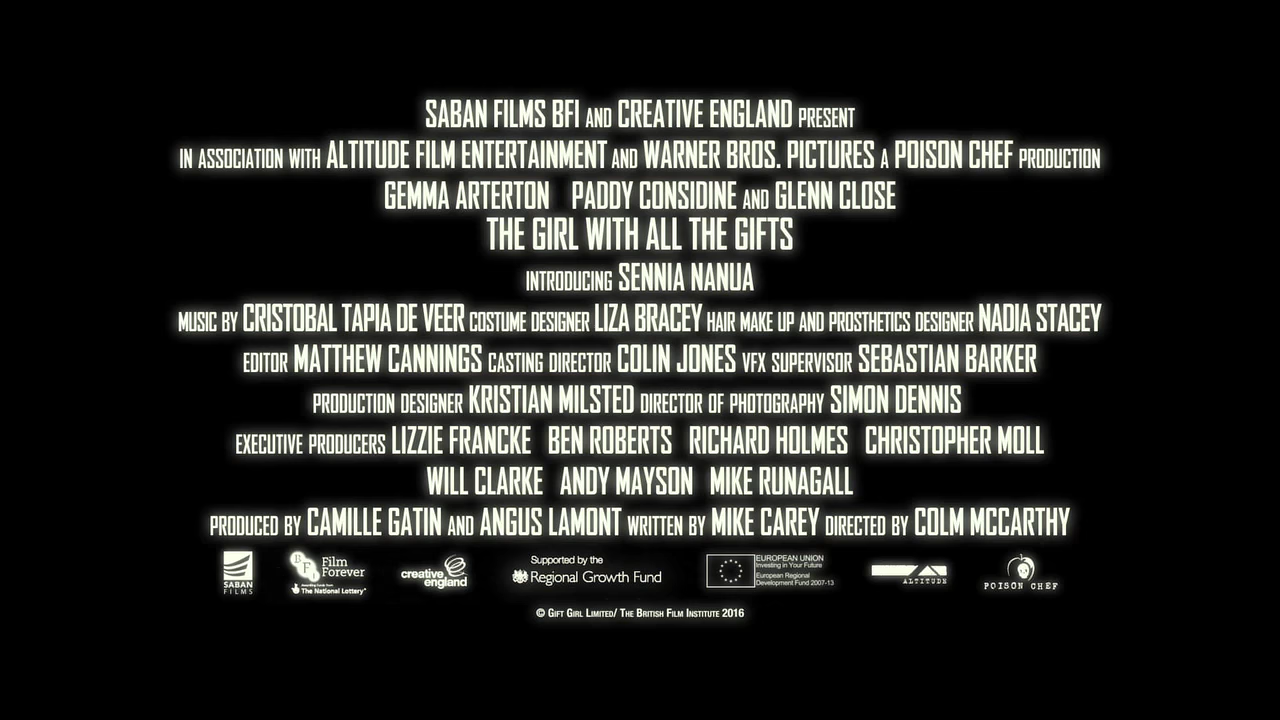 SABAN FILMS BFI AND CREATIVE ENGLAND PRESENT
IN ASSOCIATION WITH ALTITUDE FILM ENTERTAINMENT AND WARNER BROS. PICTURES A POISON CHEF PRODUCTION
GEMMA ARTERTON PADDY CONSIDINE AND GLENN CLOSE
THE GIRL WITH ALL THE GIFTS
INTRODUCING SENNIA NANUA
MUSIC BY CRISTOBAL TAPIA DE VEER COSTUME DESIGNER LIZA BRACEY HAIR MAKE UP AND PROSTHETICS DESIGNER NADIA STACEY
EDITOR MATTHEW CANNINGS CASTING DIRECTOR COLIN JONES VFX SUPERVISOR SEBASTIAN BARKER
PRODUCTION DESIGNER KRISTIAN MILSTED DIRECTOR OF PHOTOGRAPHY SIMON DENNIS
EXECUTIVE PRODUCERS LIZZIE FRANCKE BEN ROBERTS RICHARD HOLMES CHRISTOPHER MOLL
WILL CLARKE ANDY MAYSON MIKE RUNAGALL
PRODUCED BY CAMILLE GATIN AND ANGUS LAMONT WRITTEN BY MIKE CAREY DIRECTED BY COLM MCCARTHY
SABAN
FILMS
BFI
Film
Forever
The National Lottery
creative
england
Supported by the
Regional Growth Fund
EUROPEAN UNION
Investing in Your Future
European Regional
Development Fund 2007-13
ALTITUDE
POISON CHEF
© GIFT GIRL LIMITED/ THE BRITISH FILM INSTITUTE 2016